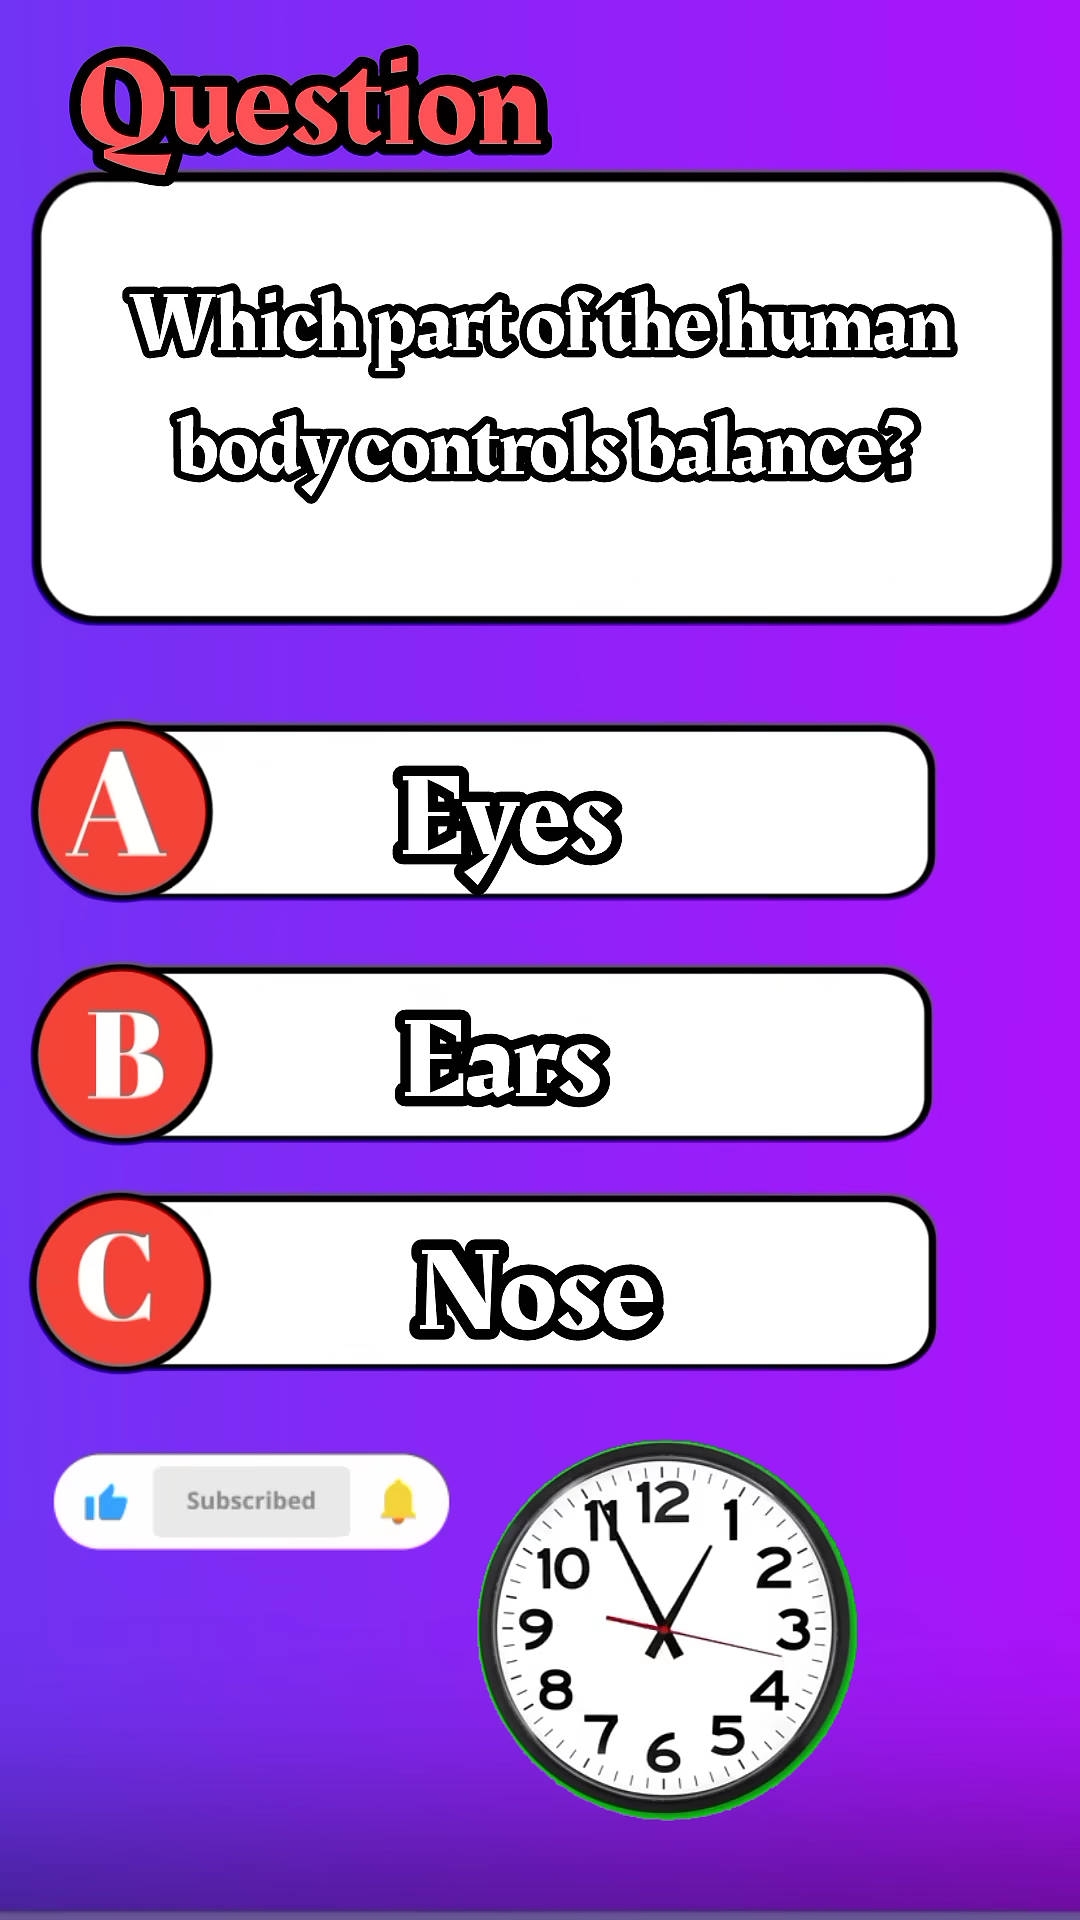 Question
Which part of the human
body controls balance?
A
Eyes
B
Ears
C
Nose
Subscribed
12
11
1
10
2
9
3
8
4
7
5
6